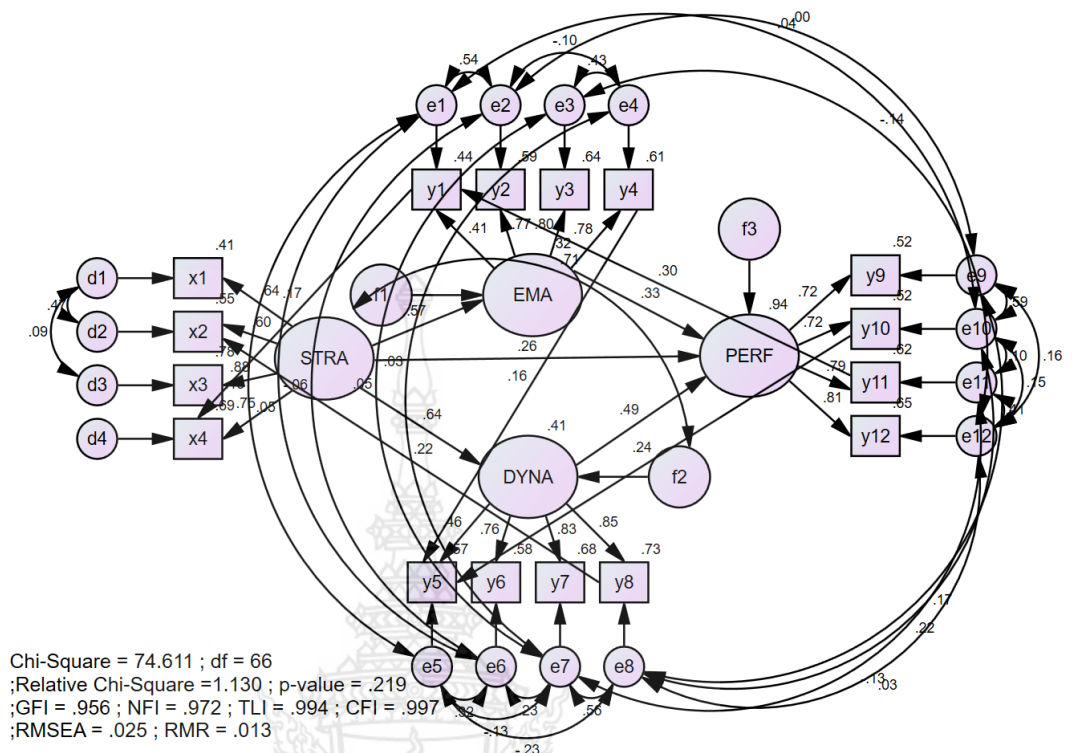 .04
.00
-.10
.54
.43
e1
e2
e3
e4
-.14
.44
.59
.64
.61
y1
y2
y3
y4
.41
.77
.80
.78
.32
.71
f3
.41
.52
d1
x1
.64
.17
f1
EMA
.30
.33
.72
y9
e9
.94
.52
.59
d2
.55
x2
.60
.57
.72
y10
e10
.09
STRA
.03
.26
PERF
.62
.10
.16
.78
.88
.79
d3
x3
-.06
.05
.16
y11
e11
.15
.69
.75
.05
.81
.65
d4
x4
.64
.49
y12
e12
.22
.41
.24
DYNA
f2
.46
.76
.83
.85
.57
.58
.68
.73
y5
y6
y7
y8
.17
.22
e5
e6
e7
e8
-.13
.03
.32
.23
.56
-.13
-.23
Chi-Square = 74.611 ; df = 66
;Relative Chi-Square =1.130 ; p-value = .219
;GFI = .956 ; NFI = .972 ; TLI = .994 ; CFI = .997
;RMSEA = .025 ; RMR = .013